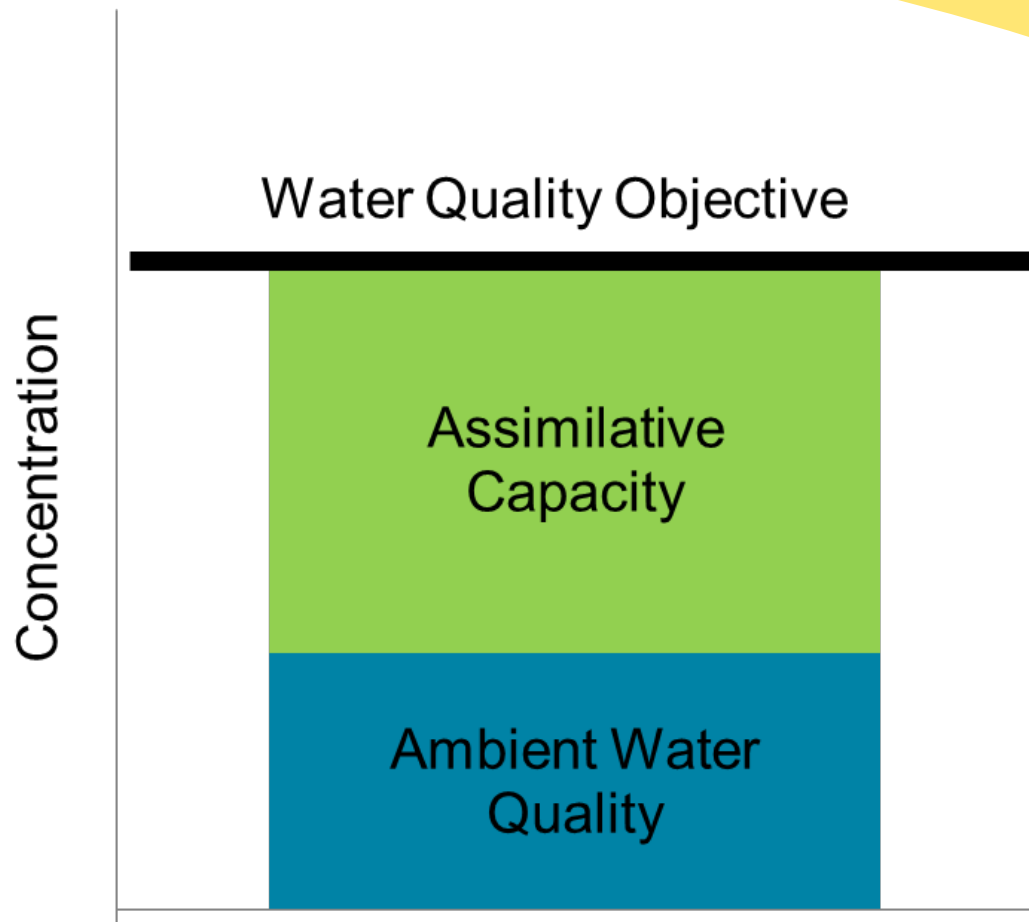 Water Quality Objective
Concentration
Assimilative
Capacity
Ambient Water
Quality